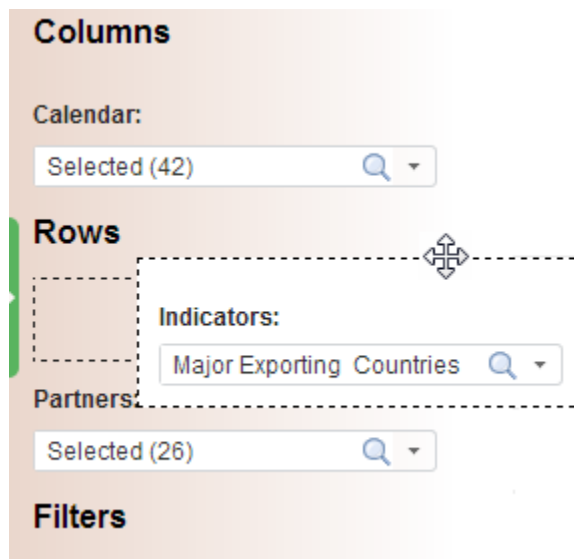 Columns
Calendar:
Selected (42)
Rows
Indicators:
Major Exporting Countries
Partners:
Selected (26)
Filters